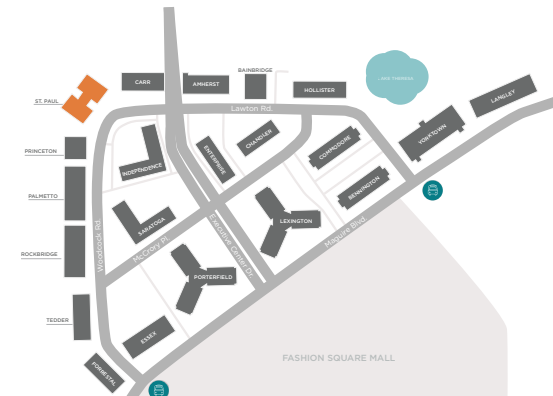 BAINBRIDGE
CARR
AMHERST
HOLLISTER
LAKE THERESA
LANGLEY
ST. PAUL
Lawton Rd.
YORKTOWN
CHANDLER
COMMODORE
PRINCETON
INDEPENDENCE
ENTERPRISE
BENNINGTON
PALMETTO
SARATOGA
LEXINGTON
Woodcock Rd.
McCrory Pl.
Executive Center Dr.
Maguire Blvd.
ROCKBRIDGE
PORTERFIELD
TEDDER
ESSEX
FASHION SQUARE MALL
FORRESTAL